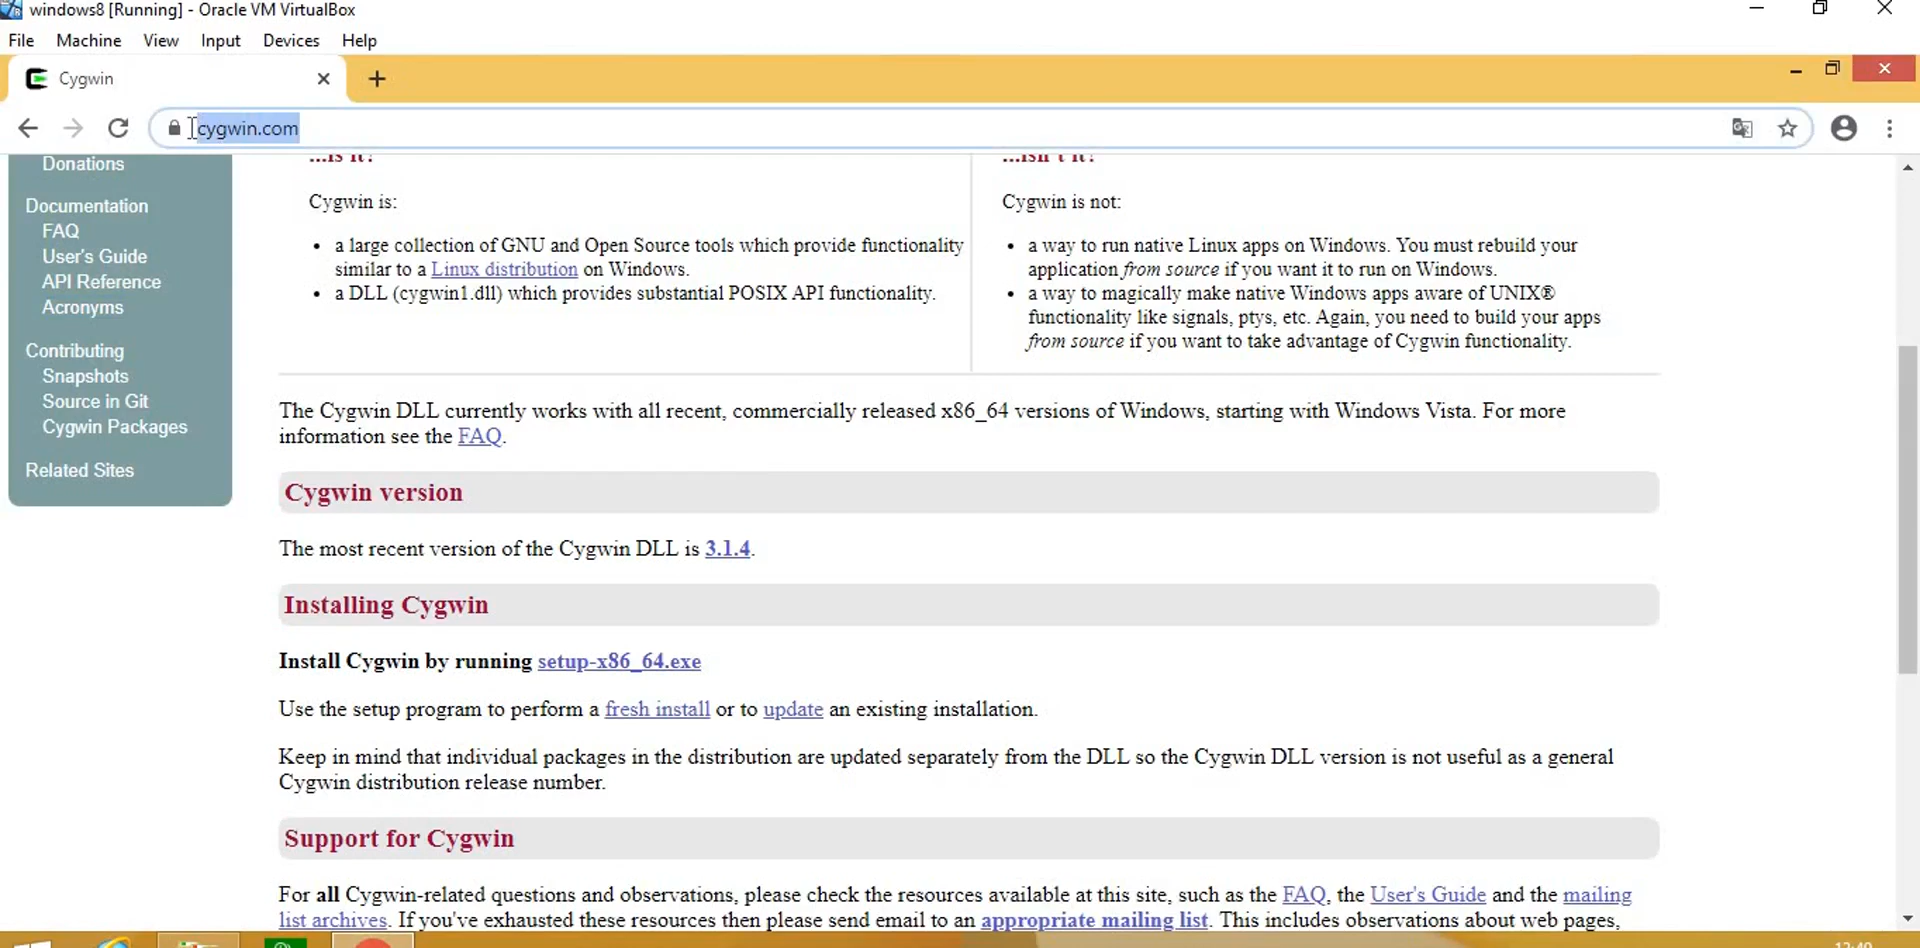 windows8 [Running] - Oracle VM VirtualBox
File Machine View Input Devices Help
Cygwin
cygwin.com
Donations
Documentation
FAQ
User's Guide
API Reference
Acronyms
Contributing
Snapshots
Source in Git
Cygwin Packages
Related Sites
...is it?
Cygwin is:
a large collection of GNU and Open Source tools which provide functionality
similar to a Linux distribution on Windows.
a DLL (cygwin1.dll) which provides substantial POSIX API functionality.
...isn't it?
Cygwin is not:
a way to run native Linux apps on Windows. You must rebuild your
application from source if you want it to run on Windows.
a way to magically make native Windows apps aware of UNIX®
functionality like signals, ptys, etc. Again, you need to build your apps
from source if you want to take advantage of Cygwin functionality.
The Cygwin DLL currently works with all recent, commercially released x86_64 versions of Windows, starting with Windows Vista. For more
information see the FAQ.
Cygwin version
The most recent version of the Cygwin DLL is 3.1.4.
Installing Cygwin
Install Cygwin by running setup-x86_64.exe
Use the setup program to perform a fresh install or to update an existing installation.
Keep in mind that individual packages in the distribution are updated separately from the DLL so the Cygwin DLL version is not useful as a general
Cygwin distribution release number.
Support for Cygwin
For all Cygwin-related questions and observations, please check the resources available at this site, such as the FAQ, the User's Guide and the mailing
list archives. If you've exhausted these resources then please send email to an appropriate mailing list. This includes observations about web pages,